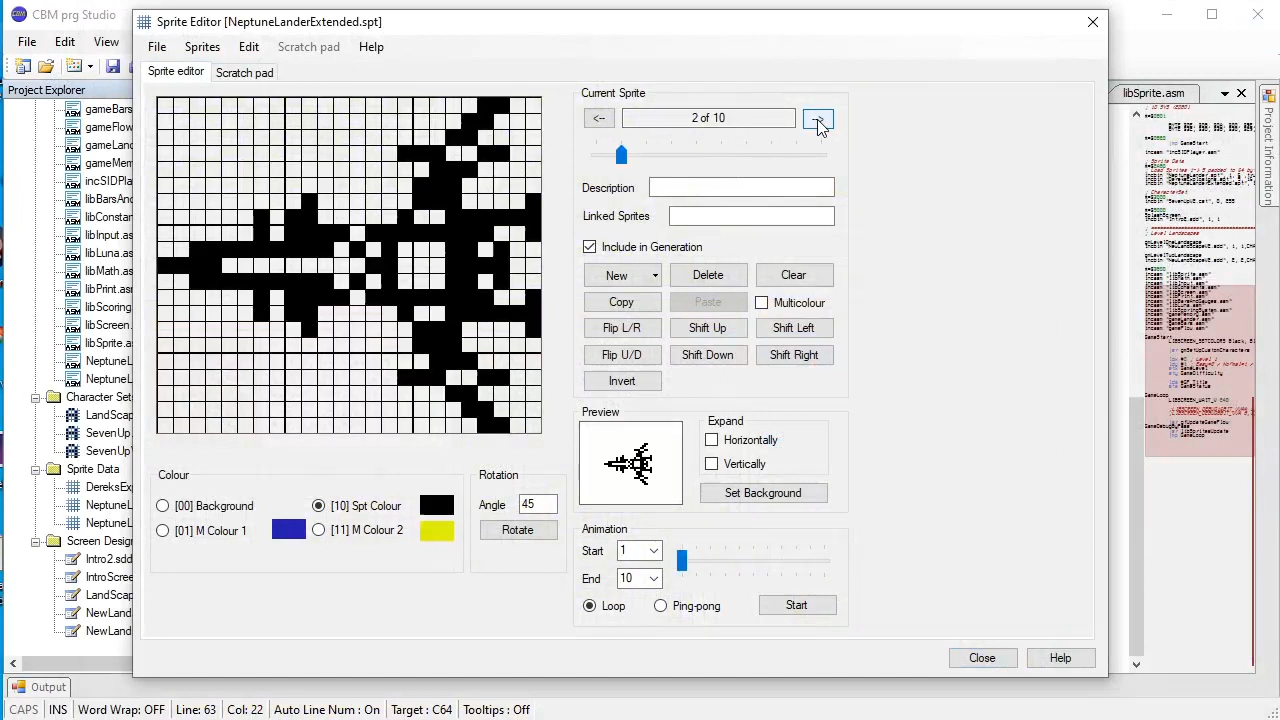 CBM prg Studio
File Edit View
Project Explorer
gameBars
gameFlow
gameLand
gameMem
incSIDPla
libBarsAn
libConstan
libInput.as
libLuna.as
libMath.as
libPrint.as
libScoring
libScreen.
libSprite.a
NeptuneL
NeptuneL
Character Set
LandScap
SevenUp.
SevenUpV
Sprite Data
DereksEx
NeptuneL
NeptuneL
Screen Design
Intro2.sdd
IntroScree
LandScap
NewLand
NewLand
Output
Sprite Editor [NeptuneLanderExtended.spt]
File Sprites Edit Scratch pad Help
Sprite editor Scratch pad
Current Sprite
<-- 2 of 10
Description
Linked Sprites
Include in Generation
New Delete Clear
Copy Paste Multicolour
Flip L/R Shift Up Shift Left
Flip U/D Shift Down Shift Right
Invert
Preview
Expand
Horizontally
Vertically
Set Background
Colour
[00] Background [10] Spt Colour
[01] M Colour 1 [11] M Colour 2
Rotation
Angle 45
Rotate
Animation
Start 1
End 10
Loop Ping-pong Start
Close Help
libSprite.asm
Project Information
CAPS INS Word Wrap: OFF Line: 63 Col: 22 Auto Line Num : On Target : C64 Tooltips : Off